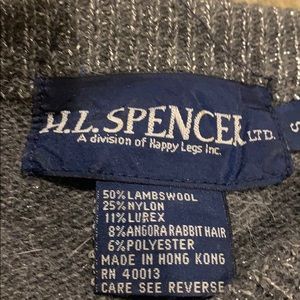 H.L. SPENCER LTD.
A division of Happy Legs Inc.
S
50% LAMBSWOOL
25% NYLON
11% LUREX
8% ANGORA RABBIT HAIR
6% POLYESTER
MADE IN HONG KONG
RN 40013
CARE SEE REVERSE